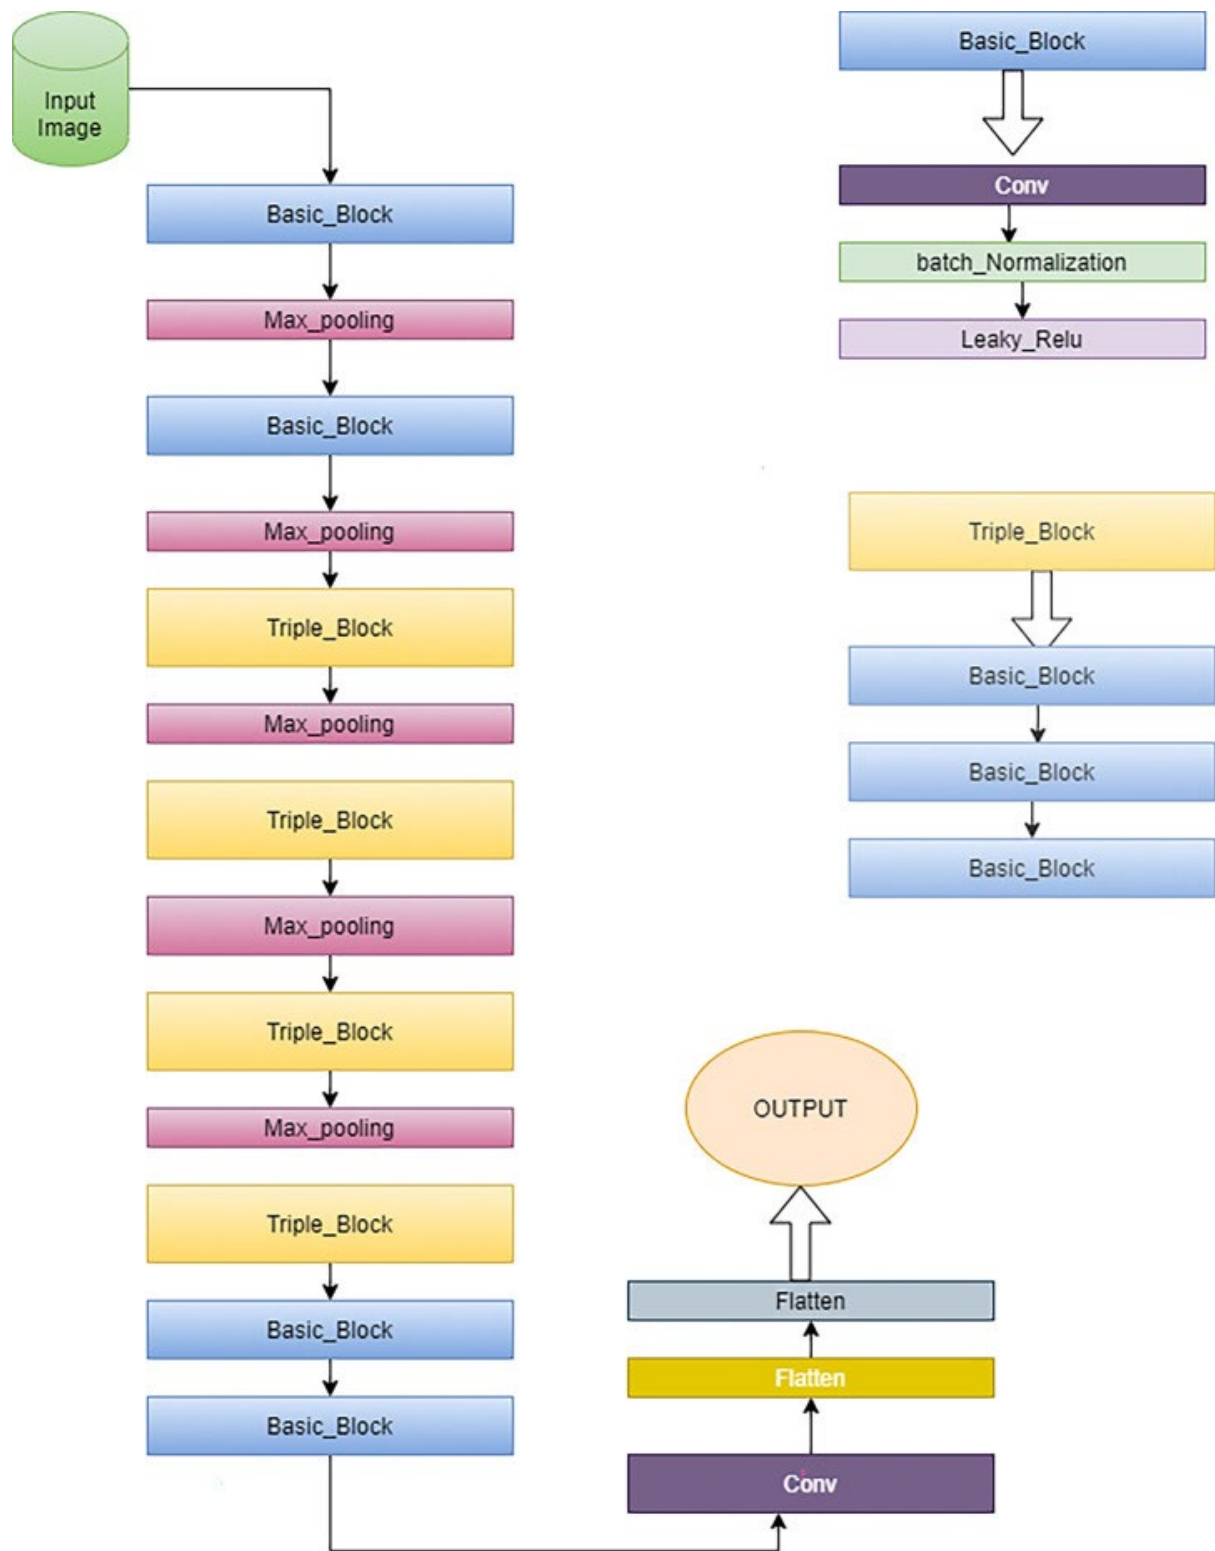 Input
Image
Basic_Block
Max_pooling
Basic_Block
Max_pooling
Triple_Block
Max_pooling
Triple_Block
Max_pooling
Triple_Block
Max_pooling
Triple_Block
Basic_Block
Basic_Block
Conv
Flatten
Flatten
OUTPUT
Basic_Block
Conv
batch_Normalization
Leaky_Relu
Triple_Block
Basic_Block
Basic_Block
Basic_Block